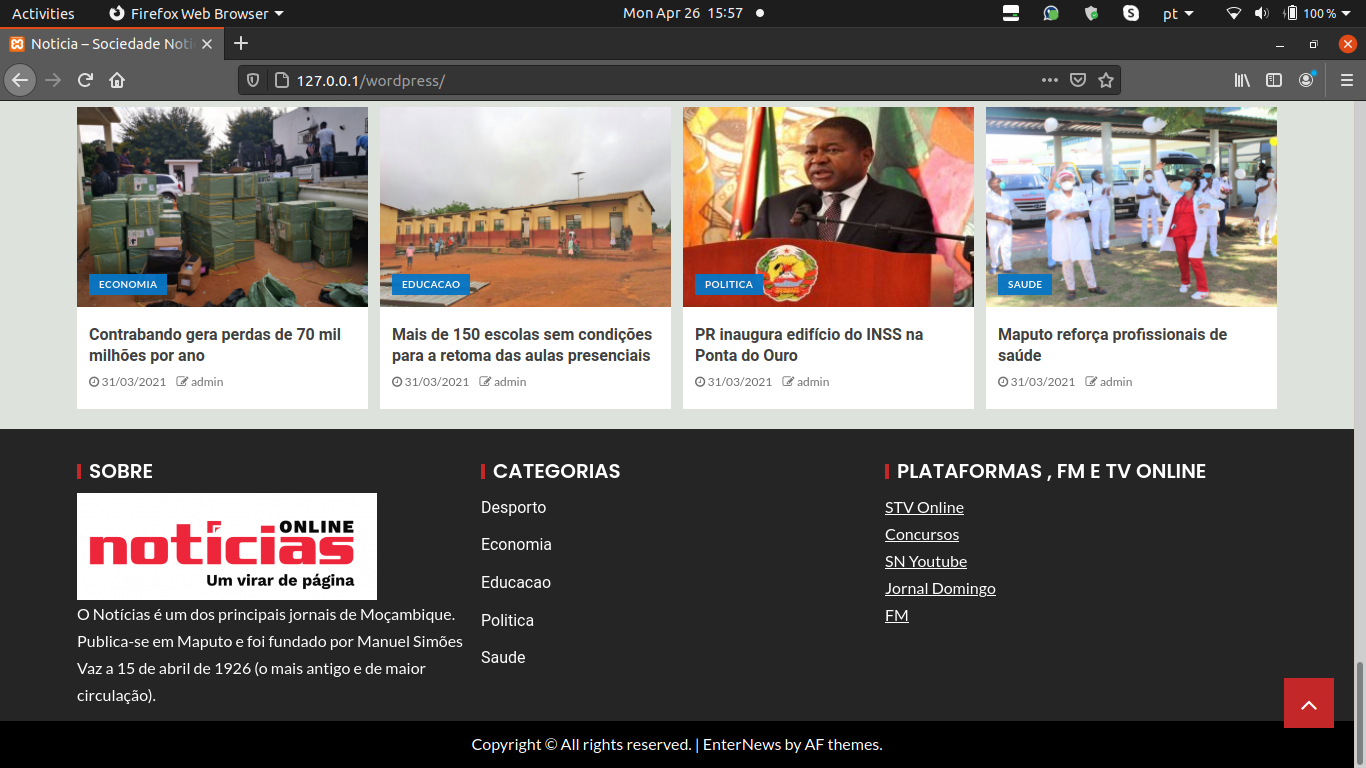 Activities
Firefox Web Browser
Mon Apr 26 15:57
pt
100 %
Noticia – Sociedade Noti
127.0.0.1/wordpress/
ECONOMIA
Contrabando gera perdas de 70 mil
milhões por ano
31/03/2021 admin
EDUCACAO
Mais de 150 escolas sem condições
para a retoma das aulas presenciais
31/03/2021 admin
POLITICA
PR inaugura edifício do INSS na
Ponta do Ouro
31/03/2021 admin
SAUDE
Maputo reforça profissionais de
saúde
31/03/2021 admin
SOBRE
ONLINE
notícias
Um virar de página
O Notícias é um dos principais jornais de Moçambique.
Publica-se em Maputo e foi fundado por Manuel Simões
Vaz a 15 de abril de 1926 (o mais antigo e de maior
circulação).
CATEGORIAS
Desporto
Economia
Educacao
Politica
Saude
PLATAFORMAS , FM E TV ONLINE
STV Online
Concursos
SN Youtube
Jornal Domingo
FM
Copyright © All rights reserved. | EnterNews by AF themes.